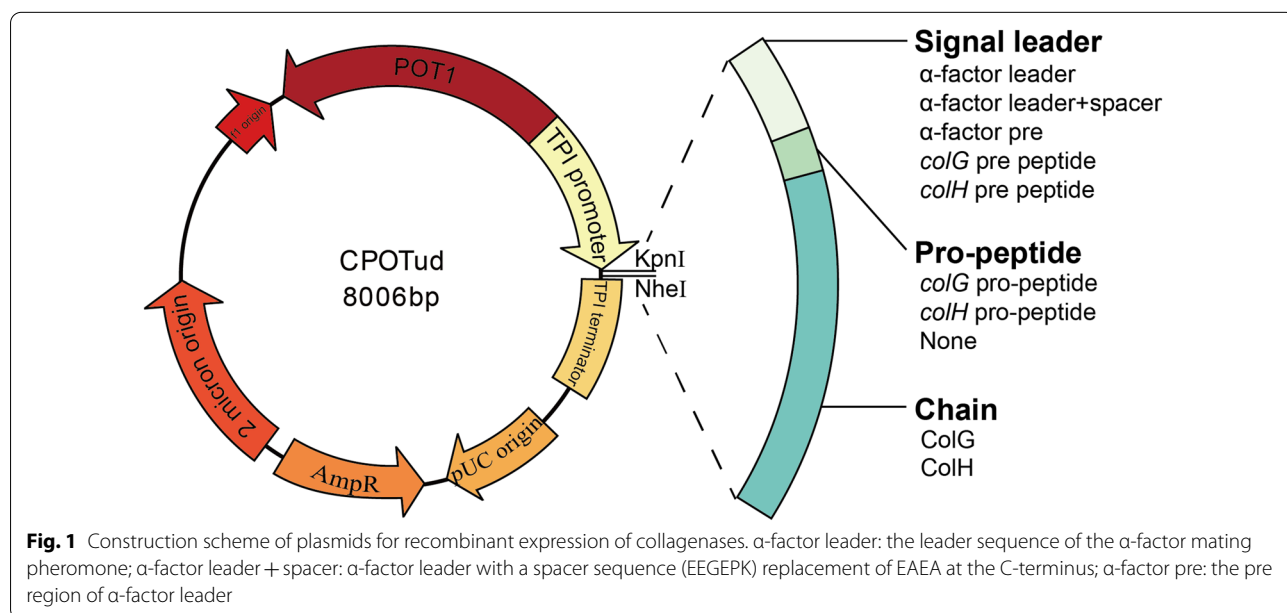 POT1
f1 origin
TPI promoter
CPOTud
8006bp
KpnI
NheI
TPI terminator
2 micron origin
AmpR
pUC origin
Signal leader
α-factor leader
α-factor leader+spacer
α-factor pre
colG pre peptide
colH pre peptide
Pro-peptide
colG pro-peptide
colH pro-peptide
None
Chain
ColG
ColH
Fig. 1 Construction scheme of plasmids for recombinant expression of collagenases. α-factor leader: the leader sequence of the α-factor mating
pheromone; α-factor leader + spacer: α-factor leader with a spacer sequence (EEGEPK) replacement of EAEA at the C-terminus; α-factor pre: the pre
region of α-factor leader